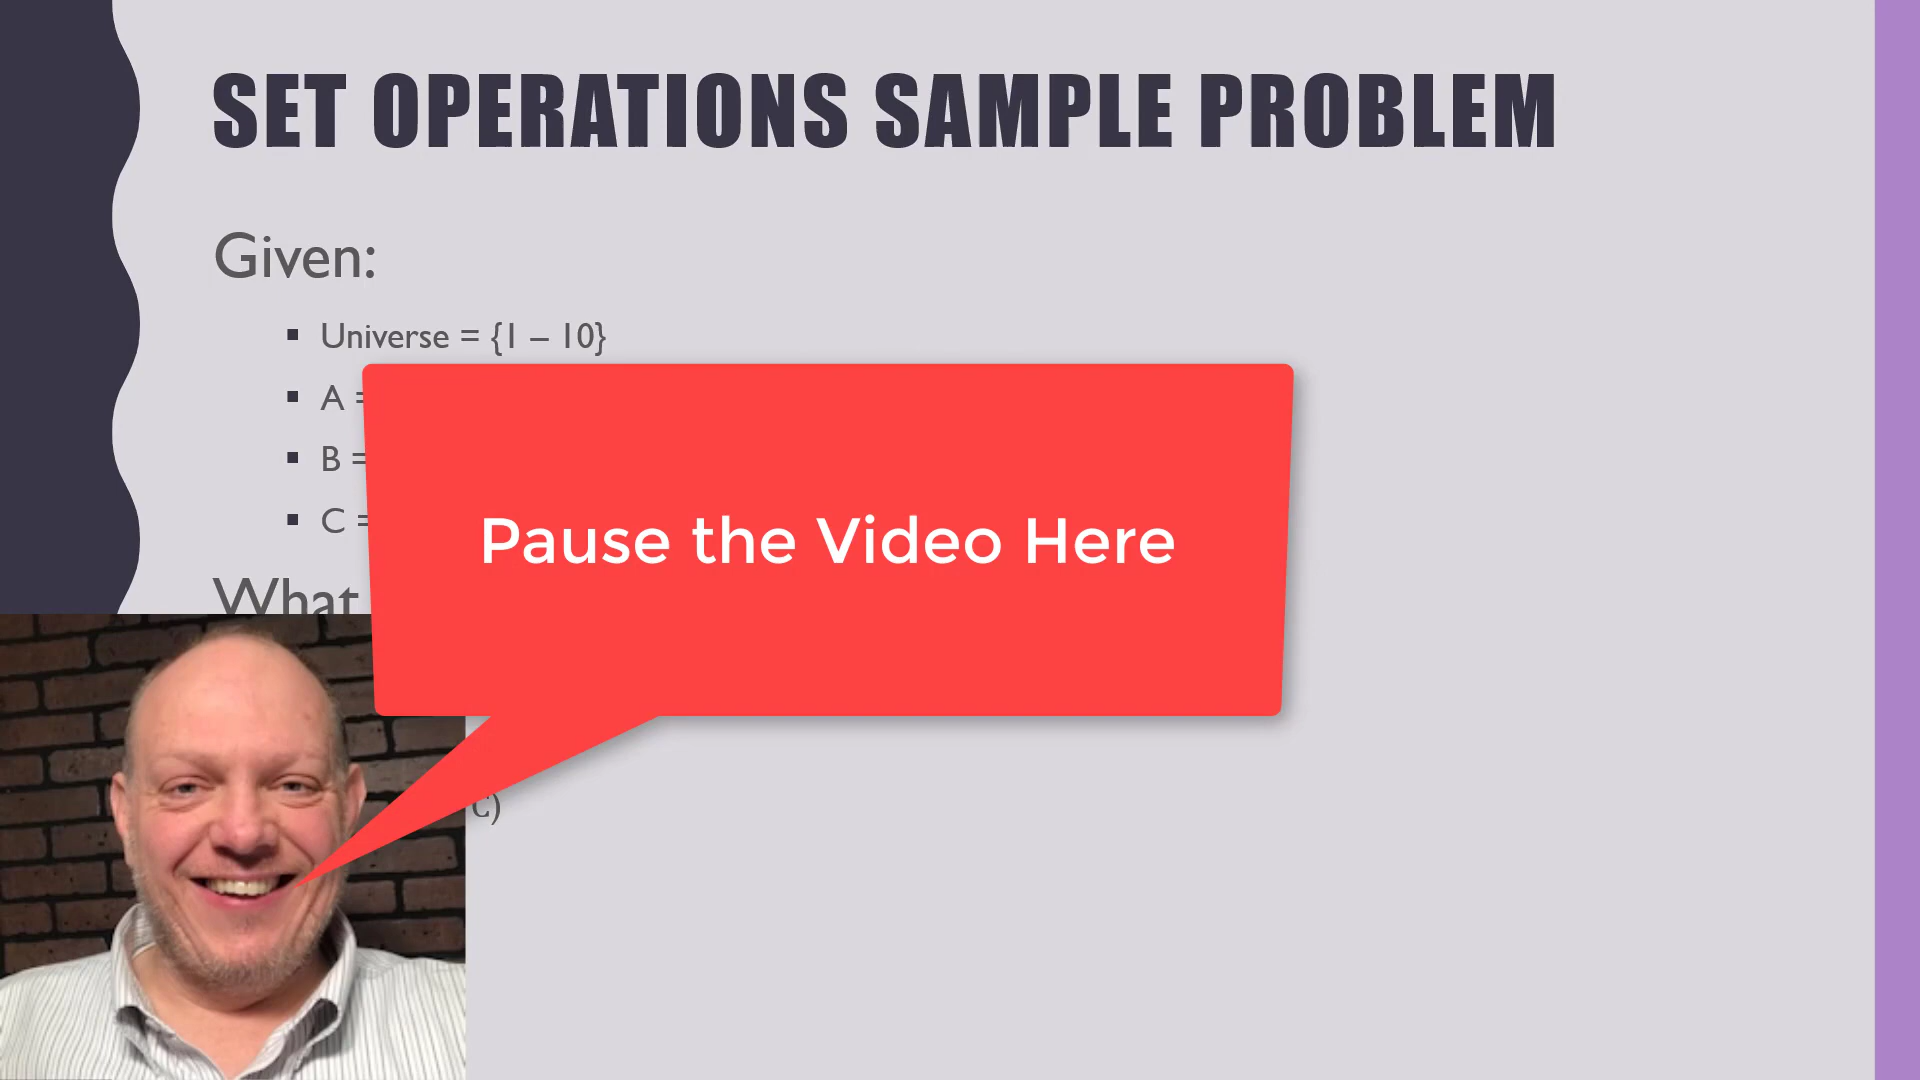 SET OPERATIONS SAMPLE PROBLEM
Given:
▪ Universe = {1 – 10}
▪ A =
▪ B =
▪ C =
Pause the Video Here
What
C)